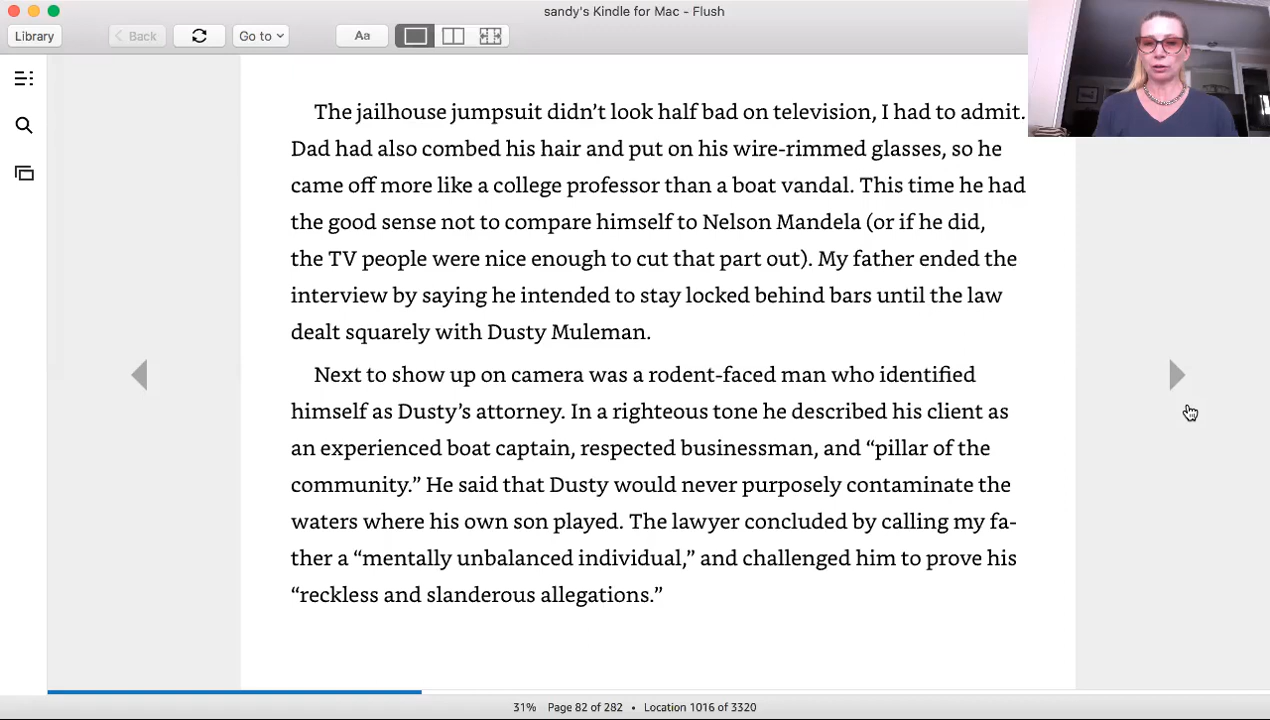 sandy's Kindle for Mac - Flush
Library
Back
Go to
Aa
The jailhouse jumpsuit didn’t look half bad on television, I had to admit.
Dad had also combed his hair and put on his wire-rimmed glasses, so he
came off more like a college professor than a boat vandal. This time he had
the good sense not to compare himself to Nelson Mandela (or if he did,
the TV people were nice enough to cut that part out). My father ended the
interview by saying he intended to stay locked behind bars until the law
dealt squarely with Dusty Muleman.
Next to show up on camera was a rodent-faced man who identified
himself as Dusty’s attorney. In a righteous tone he described his client as
an experienced boat captain, respected businessman, and “pillar of the
community.” He said that Dusty would never purposely contaminate the
waters where his own son played. The lawyer concluded by calling my fa-
ther a “mentally unbalanced individual,” and challenged him to prove his
“reckless and slanderous allegations.”
31% Page 82 of 282 • Location 1016 of 3320